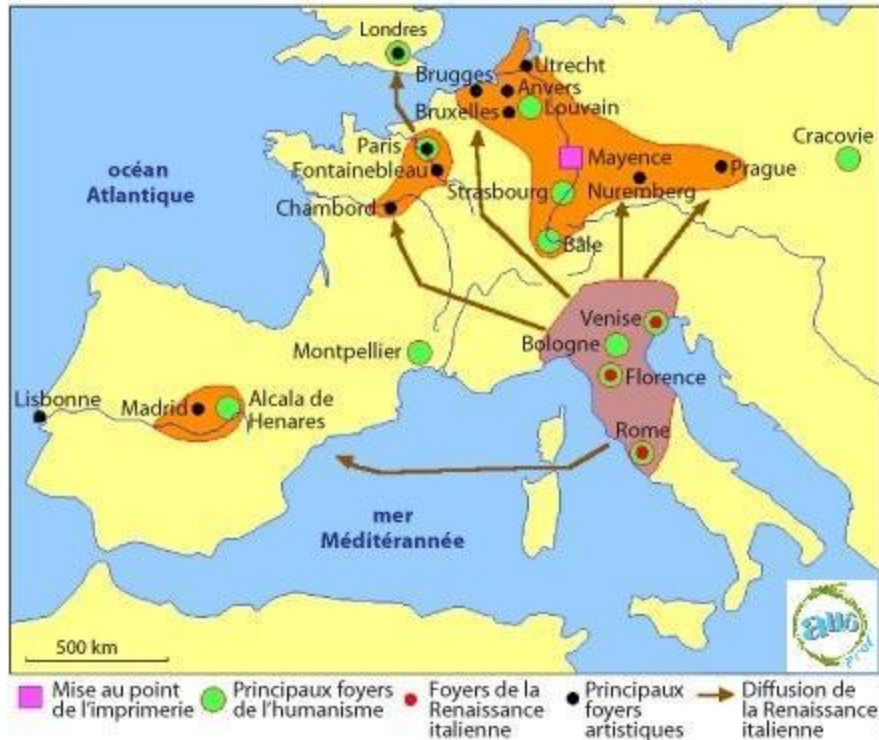 Londres
Utrecht
Brugges
Anvers
Bruxelles
Louvain
Paris
Cracovie
océan
Atlantique
Fontainebleau
Mayence
Prague
Strasbourg
Nuremberg
Chambord
Bâle
Venise
Montpellier
Bologne
Lisbonne
Madrid
Alcala de
Henares
Florence
Rome
mer
Méditérannée
500 km
allô
prof
Mise au point
de l'imprimerie
Principaux foyers
de l'humanisme
Foyers de la
Renaissance
italienne
Principaux
foyers
artistiques
Diffusion de
la Renaissance
italienne